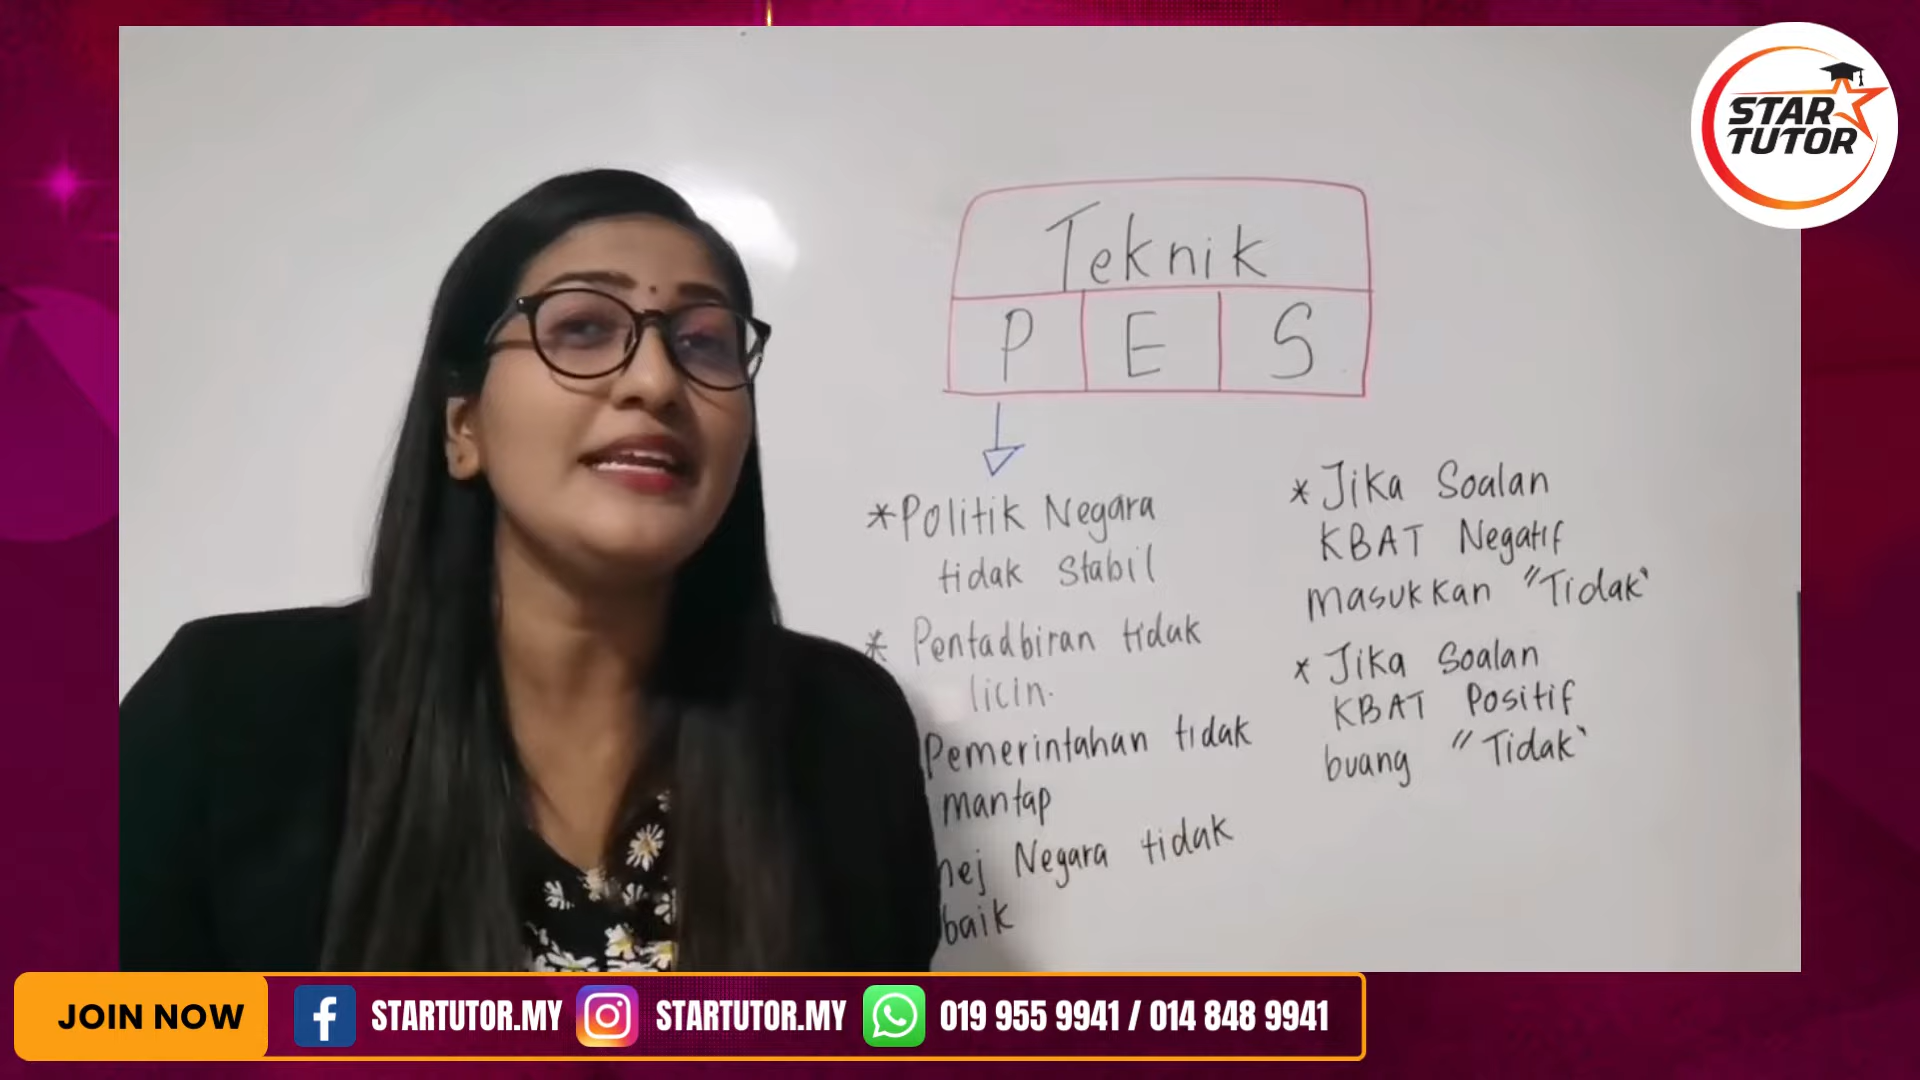 STAR
TUTOR
Teknik
P E S
*Politik Negara
tidak stabil
* Pentadbiran tidak
licin.
Pemerintahan tidak
mantap
Negara tidak
baik
* Jika Soalan
KBAT Negatif
masukkan "Tidak"
* Jika Soalan
KBAT Positif
buang "Tidak"
JOIN NOW STARTUTOR.MY STARTUTOR.MY 019 955 9941 / 014 848 9941